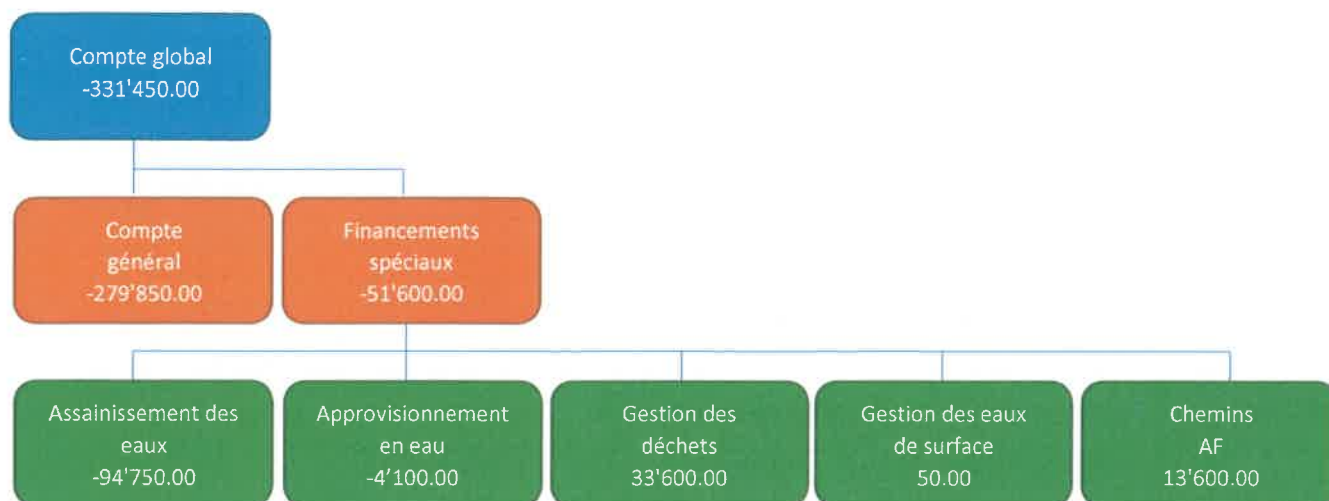 Compte global
-331'450.00
Compte
général
-279'850.00
Financements
spéciaux
-51'600.00
Assainissement des
eaux
-94'750.00
Approvisionnement
en eau
-4'100.00
Gestion des
déchets
33'600.00
Gestion des eaux
de surface
50.00
Chemins
AF
13'600.00